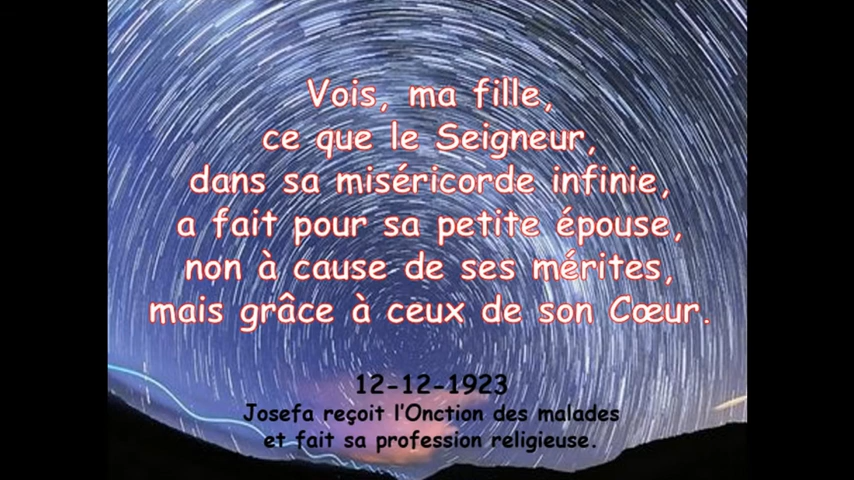 Vois, ma fille,
ce que le Seigneur,
dans sa miséricorde infinie,
a fait pour sa petite épouse,
non à cause de ses mérites,
mais grâce à ceux de son Cœur.
12-12-1923
Josefa reçoit l'Onction des malades
et fait sa profession religieuse.